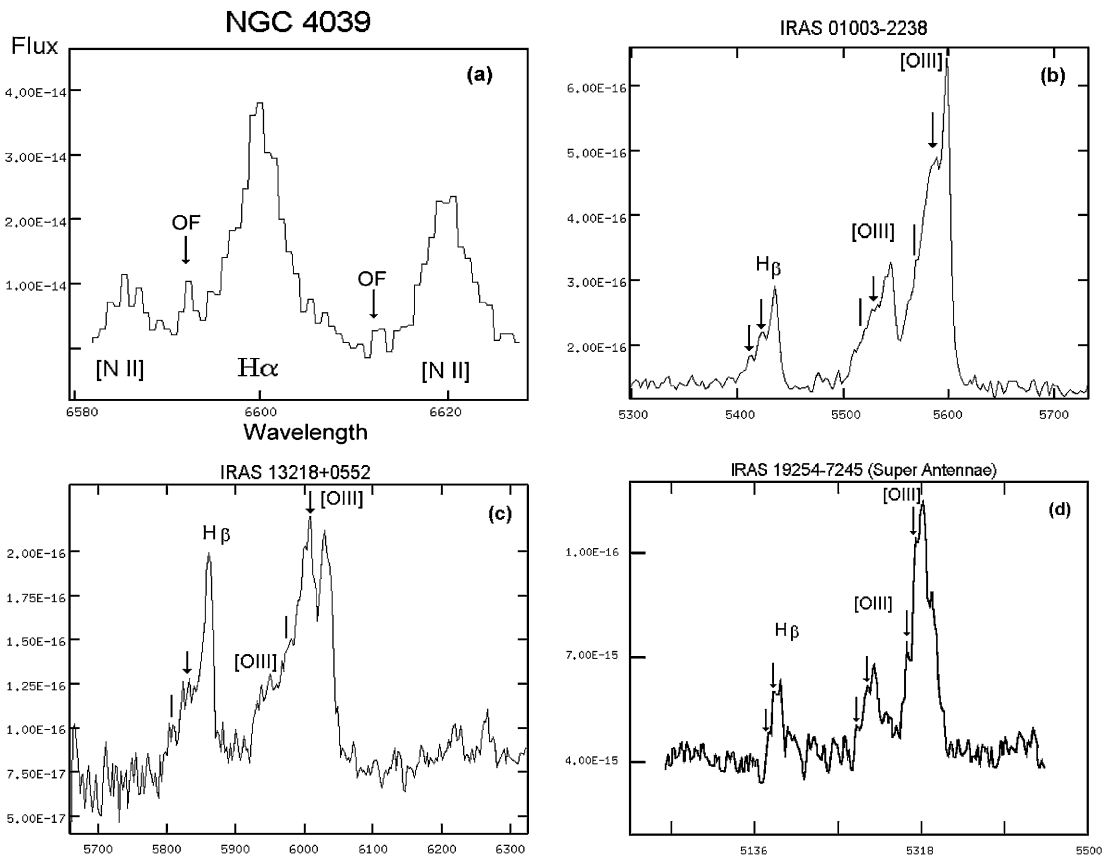 NGC 4039
Flux
(a)
4.00E-14
3.00E-14
2.00E-14
1.00E-14
OF
OF
[N II]
Hα
[N II]
6580
6600
6620
Wavelength
IRAS 01003-2238
[OIII]
(b)
6.00E-16
5.00E-16
4.00E-16
3.00E-16
2.00E-16
[OIII]
Hβ
5300
5400
5500
5600
5700
IRAS 13218+0552
[OIII]
(c)
Hβ
2.00E-16
1.75E-16
1.50E-16
1.25E-16
1.00E-16
7.50E-17
5.00E-17
[OIII]
5700
5800
5900
6000
6100
6200
6300
IRAS 19254-7245 (Super Antennae)
[OIII]
(d)
1.00E-16
7.00E-15
4.00E-15
[OIII]
Hβ
5136
5318
5500